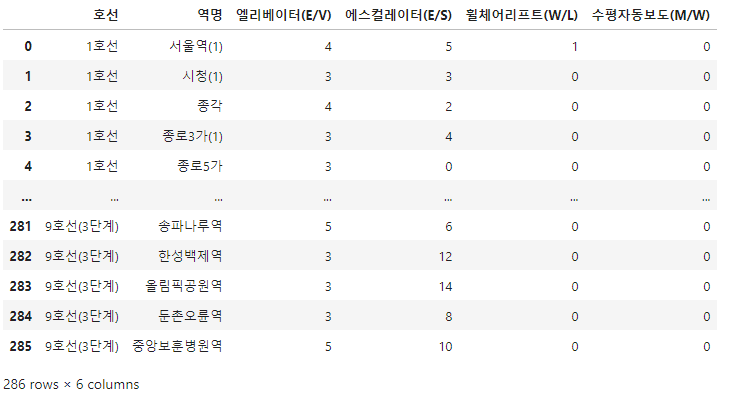 호선 역명 엘리베이터(E/V) 에스컬레이터(E/S) 휠체어리프트(W/L) 수평자동보도(M/W)
0 1호선 서울역(1) 4 5 1 0
1 1호선 시청(1) 3 3 0 0
2 1호선 종각 4 2 0 0
3 1호선 종로3가(1) 3 4 0 0
4 1호선 종로5가 3 0 0 0
... ... ... ... ... ... ...
281 9호선(3단계) 송파나루역 5 6 0 0
282 9호선(3단계) 한성백제역 3 12 0 0
283 9호선(3단계) 올림픽공원역 3 14 0 0
284 9호선(3단계) 둔촌오륜역 3 8 0 0
285 9호선(3단계) 중앙보훈병원역 5 10 0 0
286 rows × 6 columns